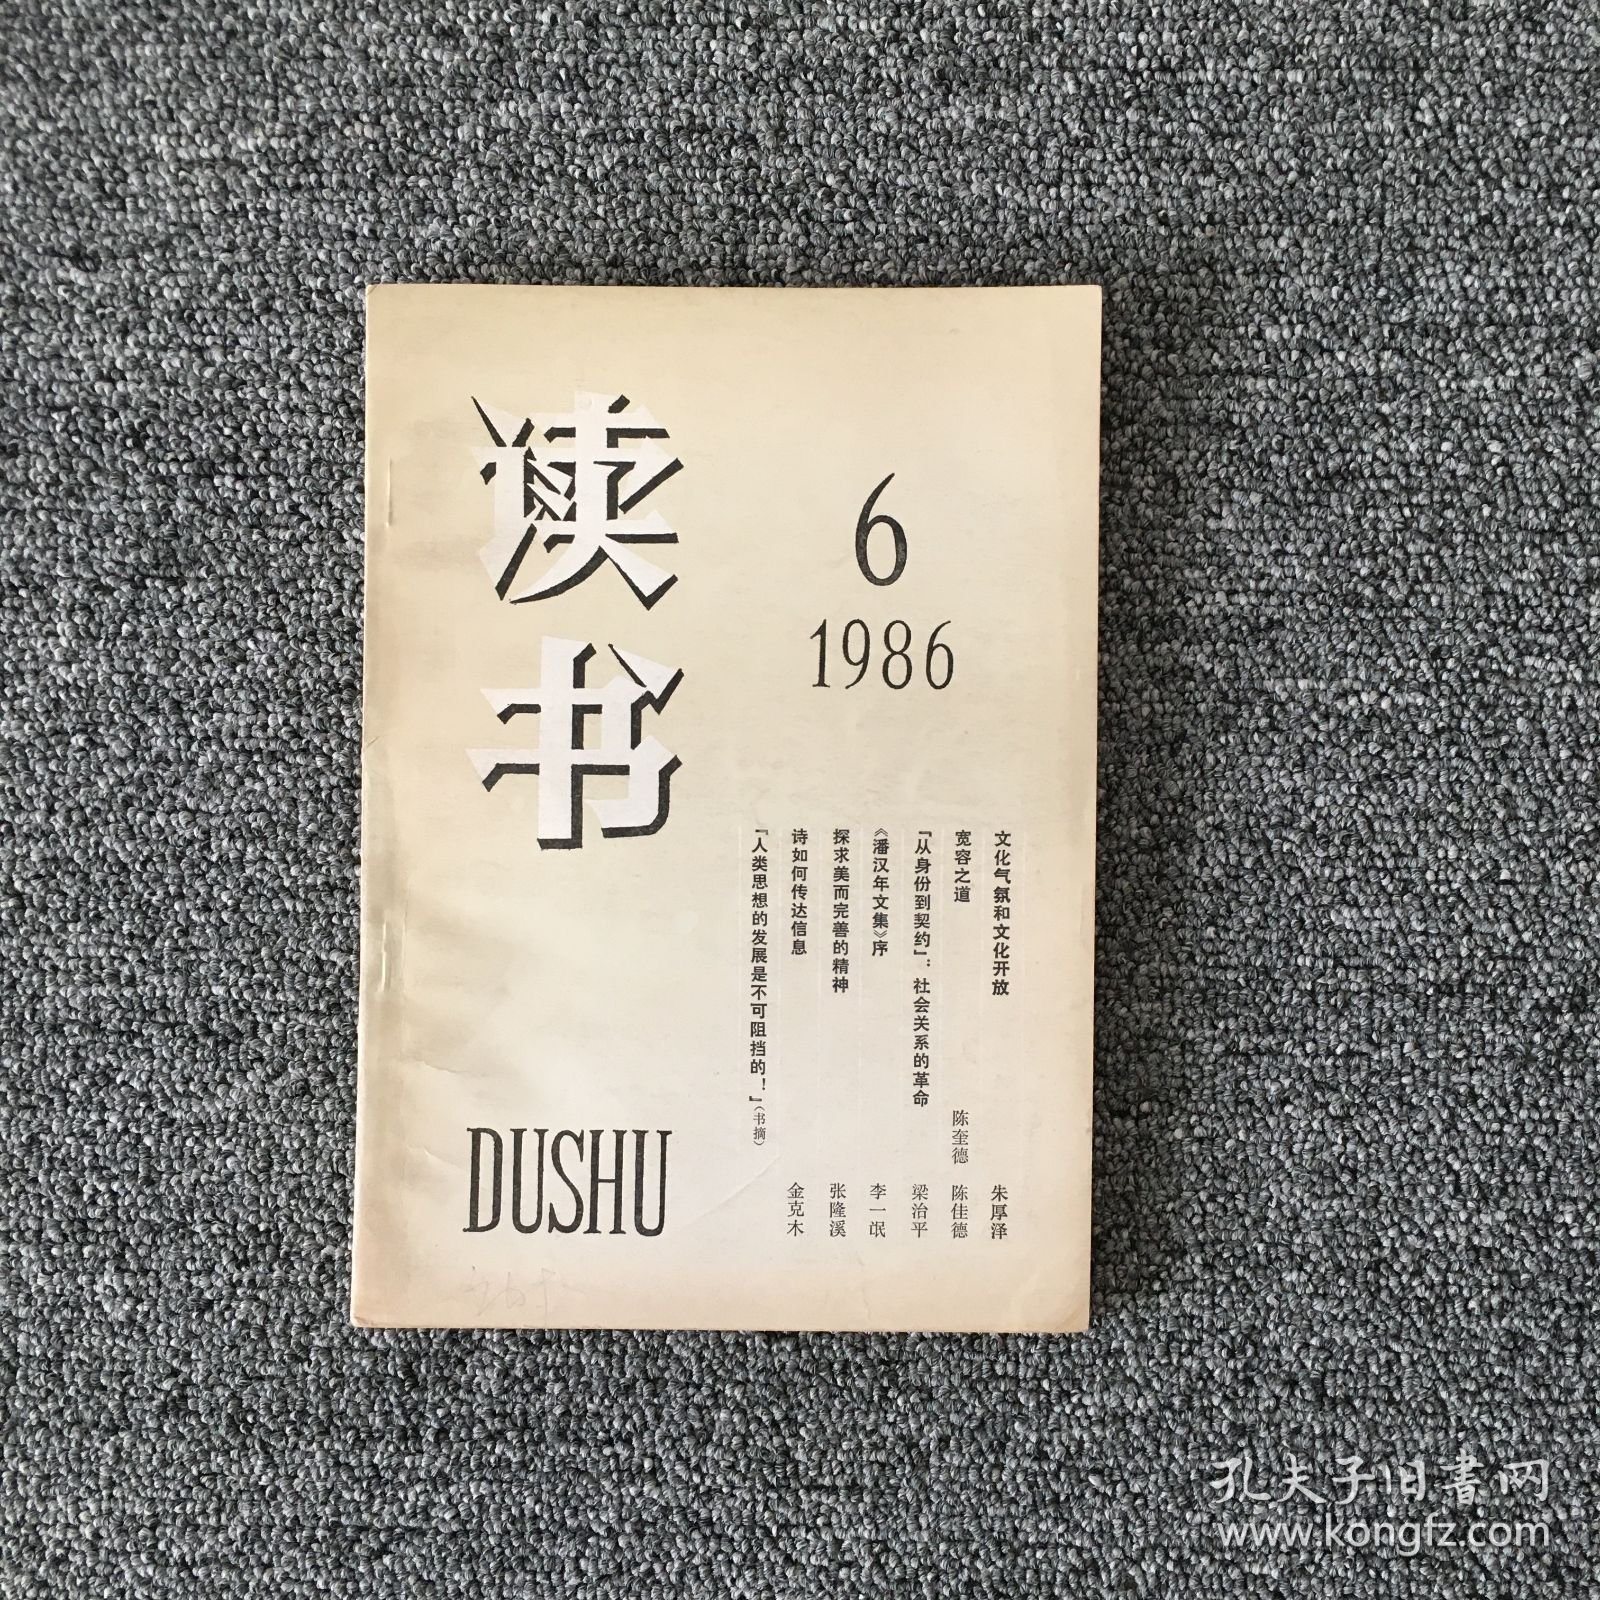 读书
6
1986
文化气氛和文化开放 朱厚泽
宽容之道 陈奎德 陈佳德
「从身份到契约」：社会关系的革命 梁治平
《潘汉年文集》序 李一氓
探求美而完善的精神 张隆溪
诗如何传达信息 金克木
「人类思想的发展是不可阻挡的！」（书摘）
DUSHU
孔夫子旧書网
www.kongfz.com